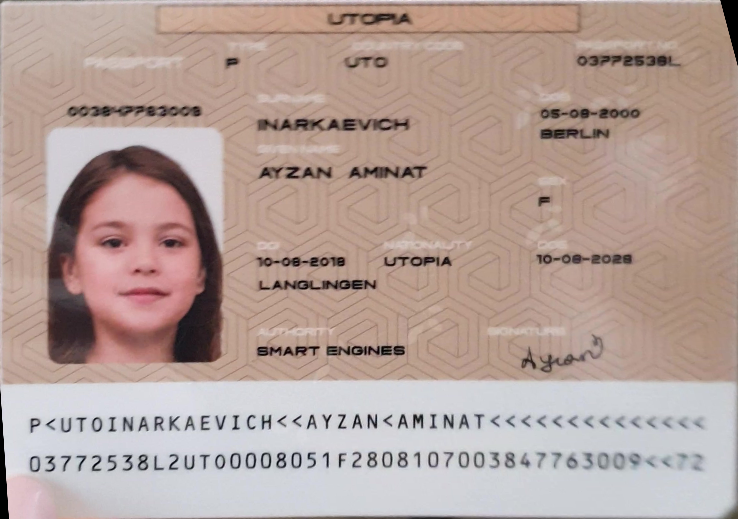 UTOPIA
TYPE COUNTRY CODE PASSPORT NO
PASSPORT P UTO 03772538L
003847763009
SURNAME DOB
INARKAEVICH 05-08-2000
BERLIN
GIVEN NAME
AYZAN AMINAT
SEX
F
DOI NATIONALITY DOE
10-08-2018 UTOPIA 10-08-2028
LANGLINGEN
AUTHORITY SIGNATURE
SMART ENGINES
Ayzan
P<UTOINARKAEVICH<<AYZAN<AMINAT<<<<<<<<<<<<<<
03772538L2UTO0008051F2808107003847763009<<72